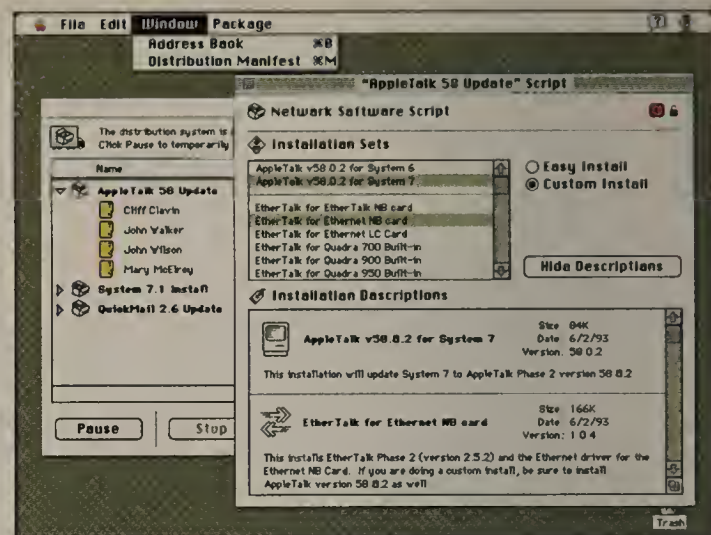 File Edit Window Package
Address Book ⌘B
Distribution Manifest ⌘M
The distribution system is
Click Pause to temporarily
Name
AppleTalk 58 Update
Cliff Clavin
John Walker
John Wilson
Mary McElroy
System 7.1 Install
QuickMail 2.6 Update
Pause
Stop
"AppleTalk 58 Update" Script
Network Software Script
Installation Sets
AppleTalk v58.0.2 for System 6
AppleTalk v58.0.2 for System 7
EtherTalk for EtherTalk NB card
EtherTalk for Ethernet NB card
EtherTalk for Ethernet LC Card
EtherTalk for Quadra 700 Built-in
EtherTalk for Quadra 900 Built-in
EtherTalk for Quadra 950 Built-in
Easy Install
Custom Install
Hide Descriptions
Installation Descriptions
AppleTalk v58.0.2 for System 7
Size 84K
Date 6/2/93
Version: 58.0.2
This installation will update System 7 to AppleTalk Phase 2 version 58.0.2
EtherTalk for Ethernet NB card
Size 166K
Date 6/2/93
Version: 1.0.4
This installs EtherTalk Phase 2 (version 2.5.2) and the Ethernet driver for the
Ethernet NB Card. If you are doing a custom install, be sure to install
AppleTalk version 58.0.2 as well
Trash